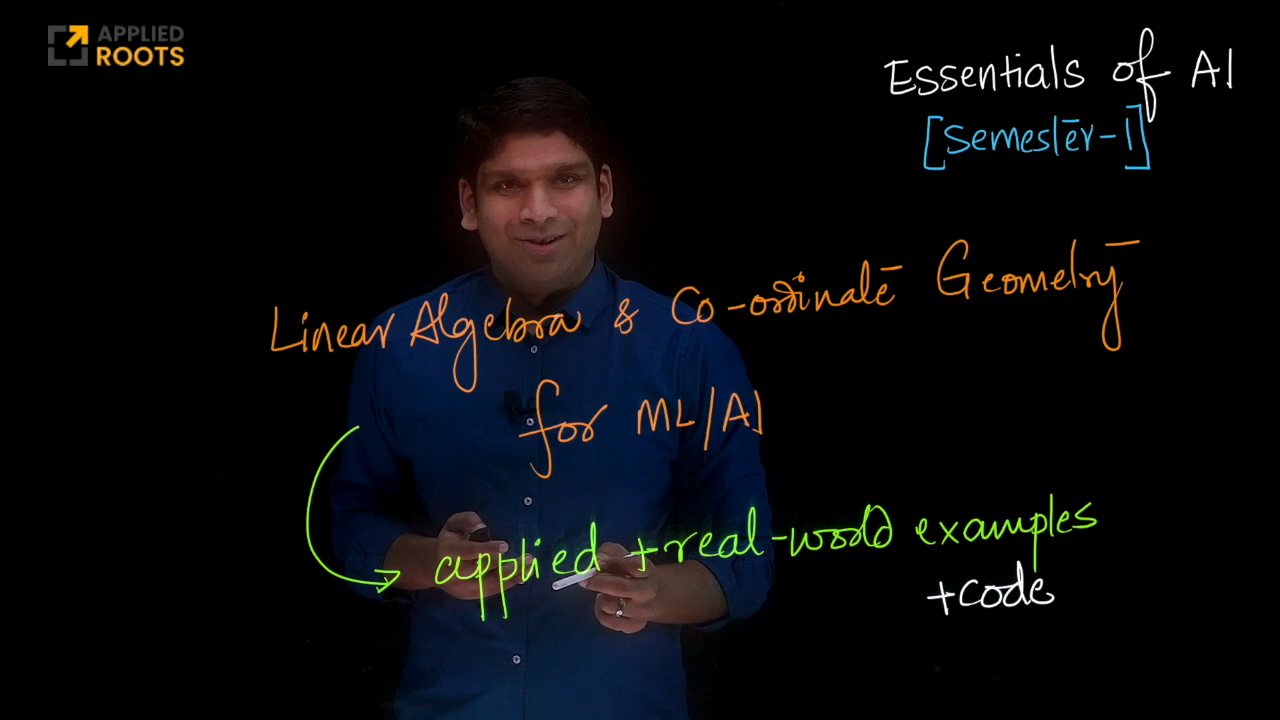 APPLIED
ROOTS
Essentials of AI
[Semester-1]
Linear Algebra & Co-ordinate Geometry
for ML/AI
applied + real-world examples
+code